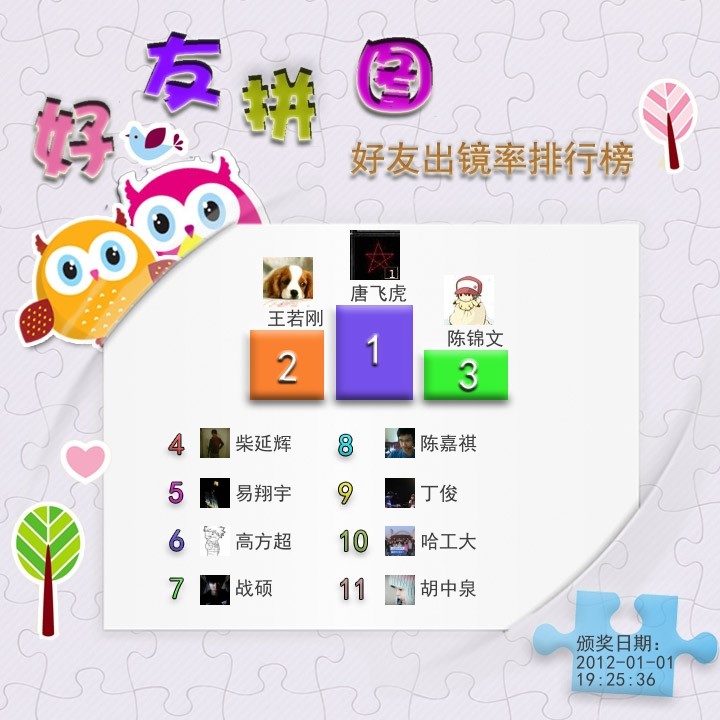 好友拼图
好友出镜率排行榜
1
唐飞虎
王若刚
陈锦文
2
1
3
4 柴延辉
8 陈嘉祺
5 易翔宇
9 丁俊
6 高方超
10 哈工大
7 战硕
11 胡中泉
颁奖日期：
2012-01-01
19:25:36